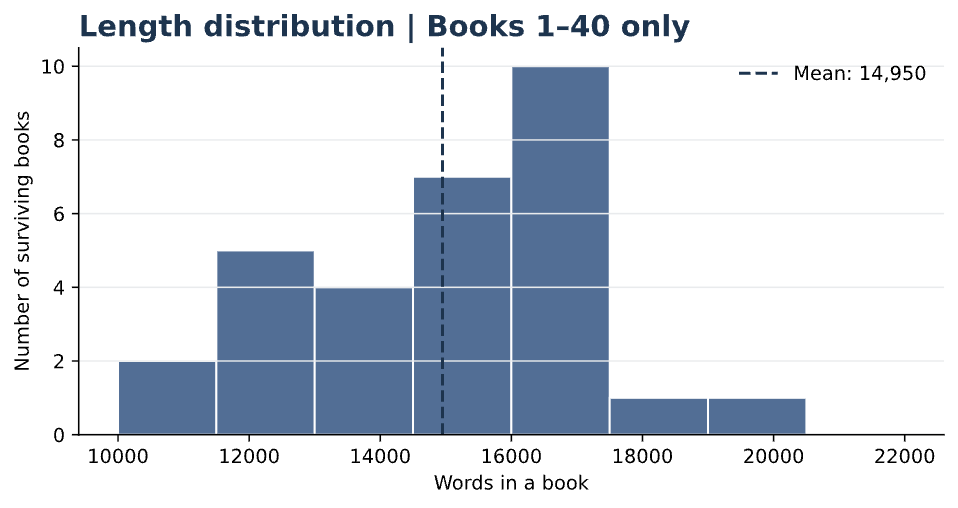 Length distribution | Books 1–40 only
Mean: 14,950
Number of surviving books
10
8
6
4
2
0
10000 12000 14000 16000 18000 20000 22000
Words in a book